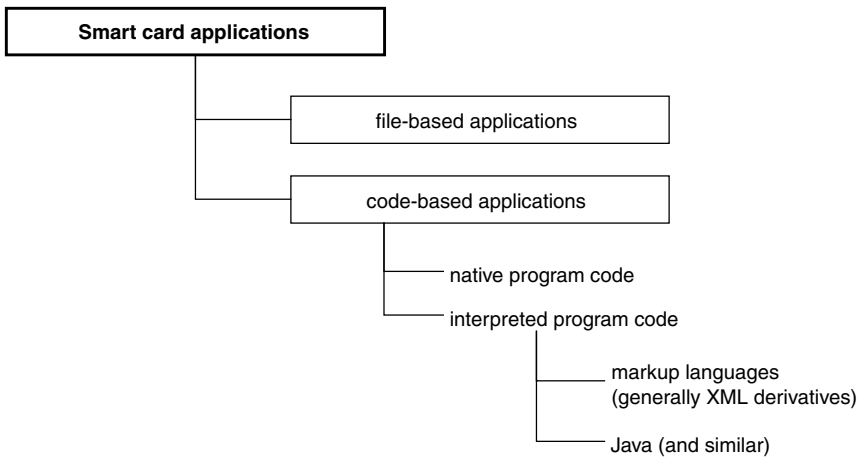 Smart card applications
file-based applications
code-based applications
native program code
interpreted program code
markup languages
(generally XML derivatives)
Java (and similar)